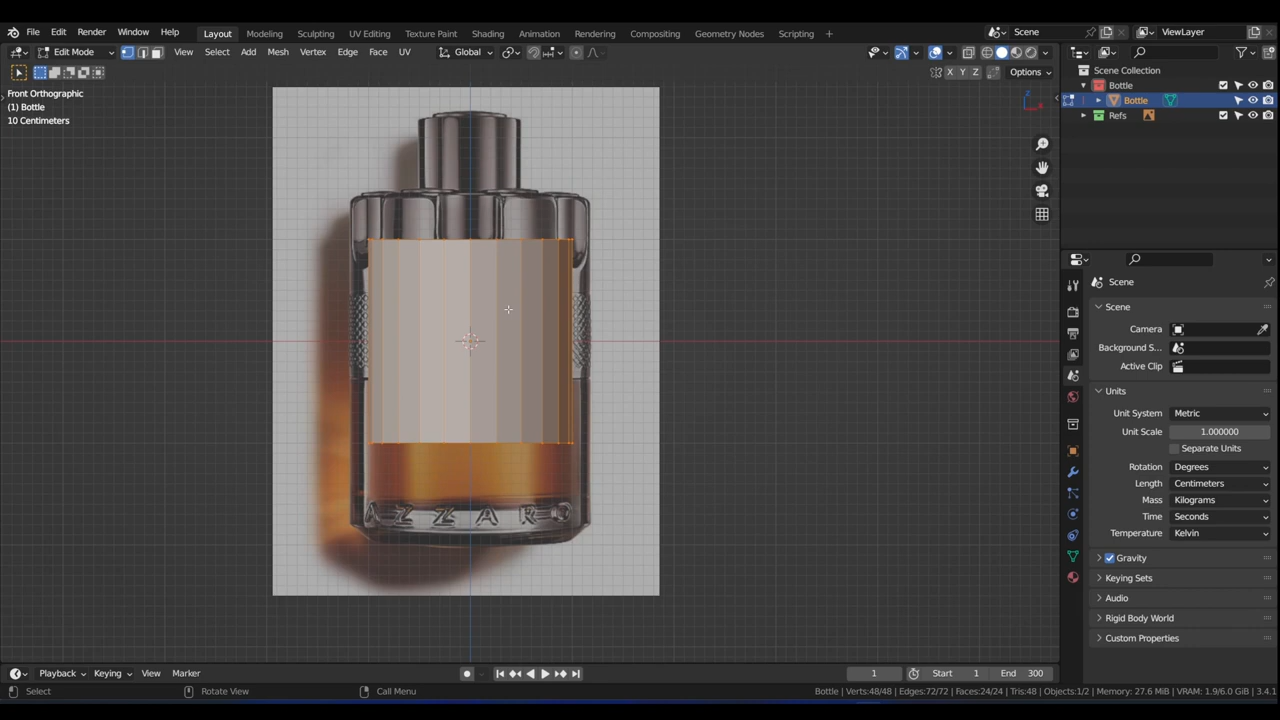 File Edit Render Window Help Layout Modeling Sculpting UV Editing Texture Paint Shading Animation Rendering Compositing Geometry Nodes Scripting + Scene ViewLayer
Edit Mode View Select Add Mesh Vertex Edge Face UV Global
X Y Z Options
Front Orthographic
(1) Bottle
10 Centimeters
AZZARO
Scene Collection
Bottle
Bottle
Refs
Scene
Scene
Camera
Background S...
Active Clip
Units
Unit System Metric
Unit Scale 1.000000
Separate Units
Rotation Degrees
Length Centimeters
Mass Kilograms
Time Seconds
Temperature Kelvin
Gravity
Keying Sets
Audio
Rigid Body World
Custom Properties
Playback Keying View Marker 1 Start 1 End 300
Select Rotate View Call Menu Bottle | Verts:48/48 | Edges:72/72 | Faces:24/24 | Tris:48 | Objects:1/2 | Memory: 27.6 MiB | VRAM: 1.9/6.0 GiB | 3.4.1